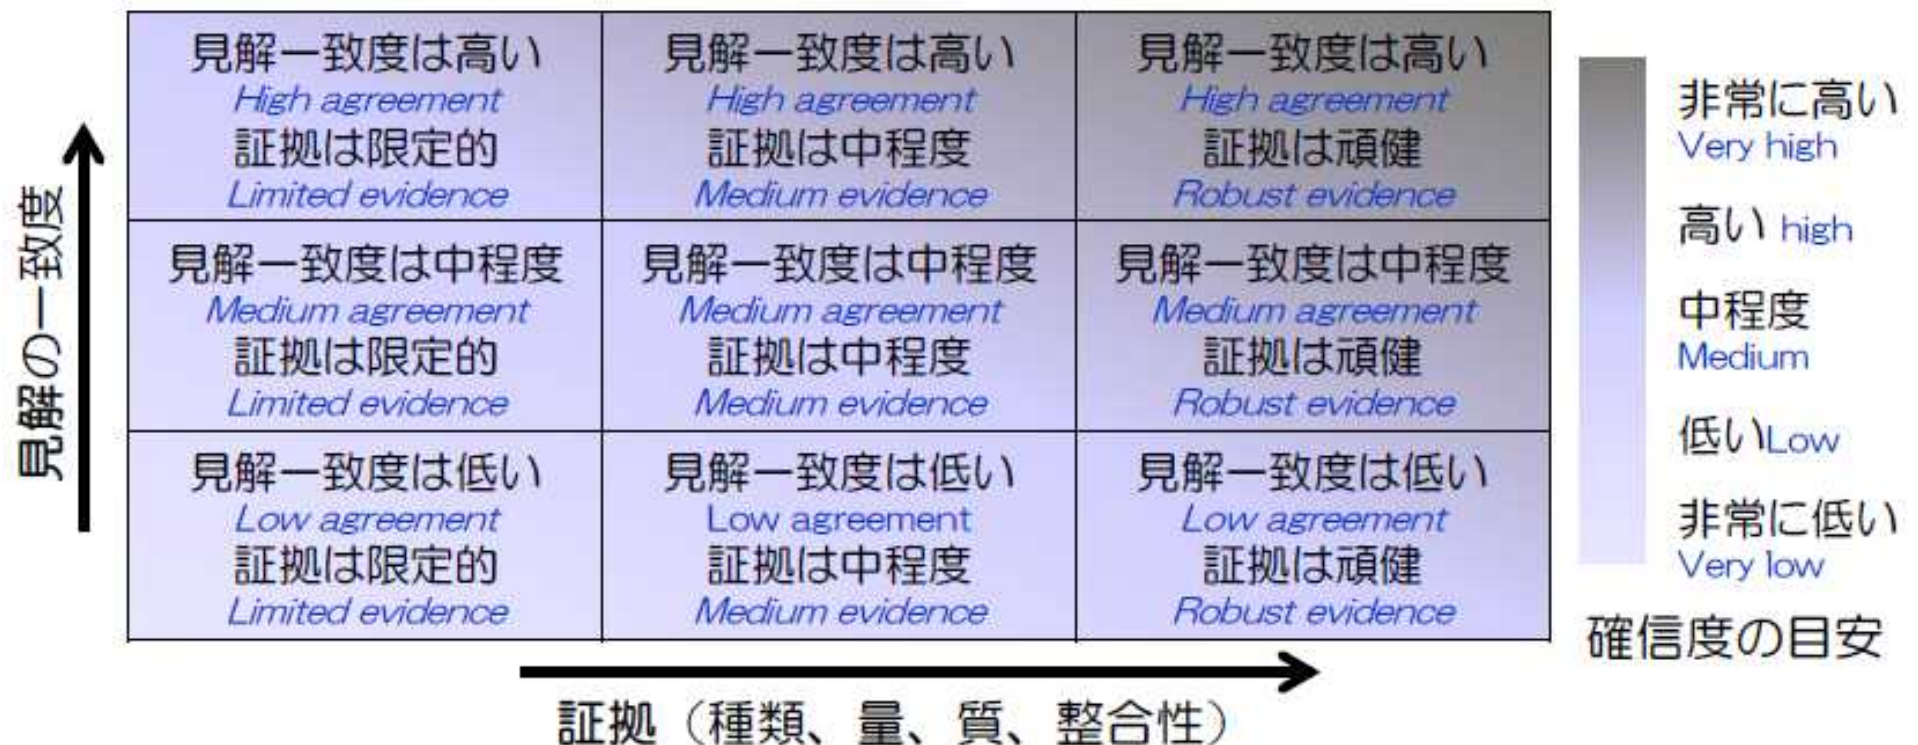 見解の一致度
見解一致度は高い
High agreement
証拠は限定的
Limited evidence
見解一致度は高い
High agreement
証拠は中程度
Medium evidence
見解一致度は高い
High agreement
証拠は頑健
Robust evidence
見解一致度は中程度
Medium agreement
証拠は限定的
Limited evidence
見解一致度は中程度
Medium agreement
証拠は中程度
Medium evidence
見解一致度は中程度
Medium agreement
証拠は頑健
Robust evidence
見解一致度は低い
Low agreement
証拠は限定的
Limited evidence
見解一致度は低い
Low agreement
証拠は中程度
Medium evidence
見解一致度は低い
Low agreement
証拠は頑健
Robust evidence
証拠（種類、量、質、整合性）
非常に高い
Very high
高い high
中程度
Medium
低いLow
非常に低い
Very low
確信度の目安